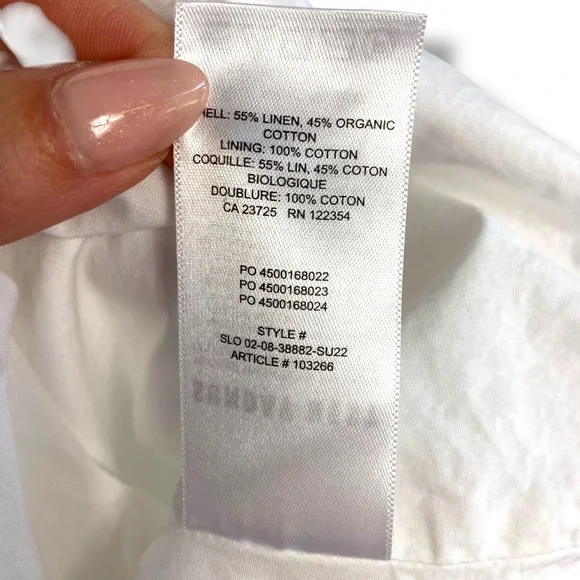 HELL: 55% LINEN, 45% ORGANIC
COTTON
LINING: 100% COTTON
COQUILLE: 55% LIN, 45% COTON
BIOLOGIQUE
DOUBLURE: 100% COTON
CA 23725 RN 122354
PO 4500168022
PO 4500168023
PO 4500168024
STYLE #
SLO 02-08-38882-SU22
ARTICLE # 103266